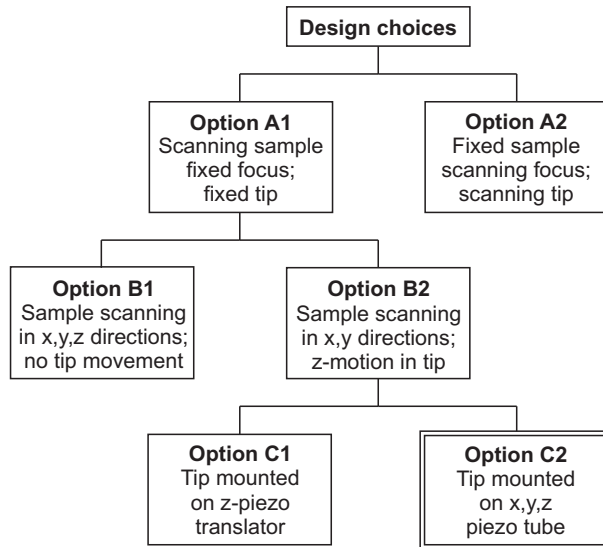 Design choices
Option A1
Scanning sample
fixed focus;
fixed tip
Option A2
Fixed sample
scanning focus;
scanning tip
Option B1
Sample scanning
in x,y,z directions;
no tip movement
Option B2
Sample scanning
in x,y directions;
z-motion in tip
Option C1
Tip mounted
on z-piezo
translator
Option C2
Tip mounted
on x,y,z
piezo tube